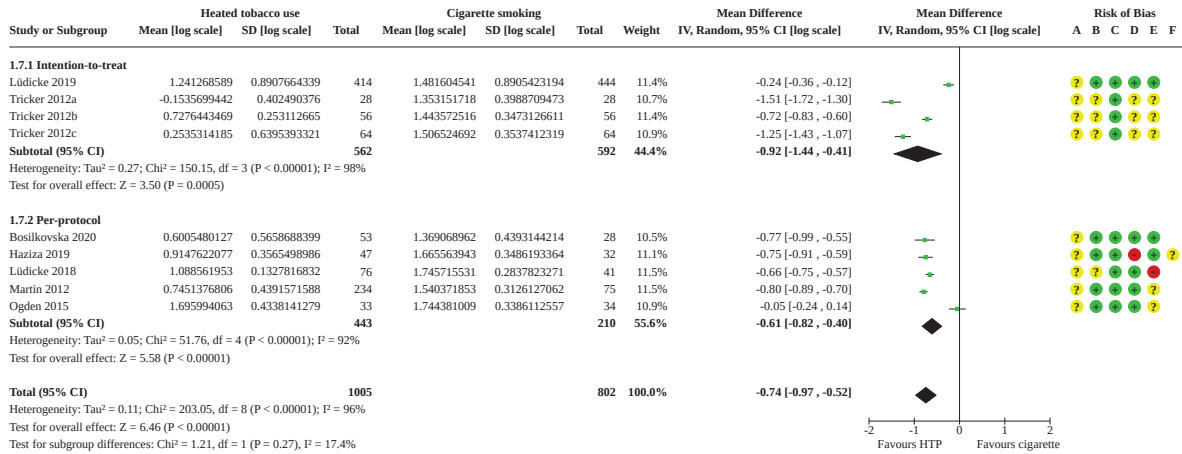 Heated tobacco use Cigarette smoking Mean Difference Mean Difference Risk of Bias
Study or Subgroup Mean [log scale] SD [log scale] Total Mean [log scale] SD [log scale] Total Weight IV, Random, 95% CI [log scale] IV, Random, 95% CI [log scale] A B C D E F
1.7.1 Intention-to-treat
Lüdicke 2019 1.241268589 0.8907664339 414 1.481604541 0.8905423194 444 11.4% -0.24 [-0.36 , -0.12] ? + + + +
Tricker 2012a -0.1535699442 0.402490376 28 1.353151718 0.3988709473 28 10.7% -1.51 [-1.72 , -1.30] ? ? + ? ?
Tricker 2012b 0.7276443469 0.253112665 56 1.443572516 0.3473126611 56 11.4% -0.72 [-0.83 , -0.60] ? ? + ? ?
Tricker 2012c 0.2535314185 0.6395393321 64 1.506524692 0.3537412319 64 10.9% -1.25 [-1.43 , -1.07] ? ? + ? ?
Subtotal (95% CI) 562 592 44.4% -0.92 [-1.44 , -0.41]
Heterogeneity: Tau² = 0.27; Chi² = 150.15, df = 3 (P < 0.00001); I² = 98%
Test for overall effect: Z = 3.50 (P = 0.0005)
1.7.2 Per-protocol
Bosilkovska 2020 0.6005480127 0.5658688399 53 1.369068962 0.4393144214 28 10.5% -0.77 [-0.99 , -0.55] ? + + + +
Haziza 2019 0.9147622077 0.3565498986 47 1.665563943 0.3486193364 32 11.1% -0.75 [-0.91 , -0.59] ? + + - + ?
Lüdicke 2018 1.088561953 0.1327816832 76 1.745715531 0.2837823271 41 11.5% -0.66 [-0.75 , -0.57] ? ? + + -
Martin 2012 0.7451376806 0.4391571588 234 1.540371853 0.3126127062 75 11.5% -0.80 [-0.89 , -0.70] ? + + + ?
Ogden 2015 1.695994063 0.4338141279 33 1.744381009 0.3386112557 34 10.9% -0.05 [-0.24 , 0.14] ? + + + ?
Subtotal (95% CI) 443 210 55.6% -0.61 [-0.82 , -0.40]
Heterogeneity: Tau² = 0.05; Chi² = 51.76, df = 4 (P < 0.00001); I² = 92%
Test for overall effect: Z = 5.58 (P < 0.00001)
Total (95% CI) 1005 802 100.0% -0.74 [-0.97 , -0.52]
Heterogeneity: Tau² = 0.11; Chi² = 203.05, df = 8 (P < 0.00001); I² = 96%
Test for overall effect: Z = 6.46 (P < 0.00001)
-2 -1 0 1 2
Test for subgroup differences: Chi² = 1.21, df = 1 (P = 0.27), I² = 17.4% Favours HTP Favours cigarette